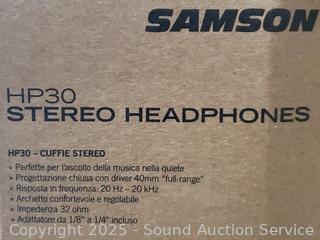 SAMSON
HP30
STEREO HEADPHONES
HP30 – CUFFIE STEREO
» Perfette per l'ascolto della musica nella quiete
» Progettazione chiusa con driver 40mm "full-range"
» Risposta in frequenza: 20 Hz – 20 kHz
» Archetto confortevole e regolabile
» Impedenza 32 ohm
» Adattatore da 1/8" a 1/4" incluso
Copyright 2025 - Sound Auction Service